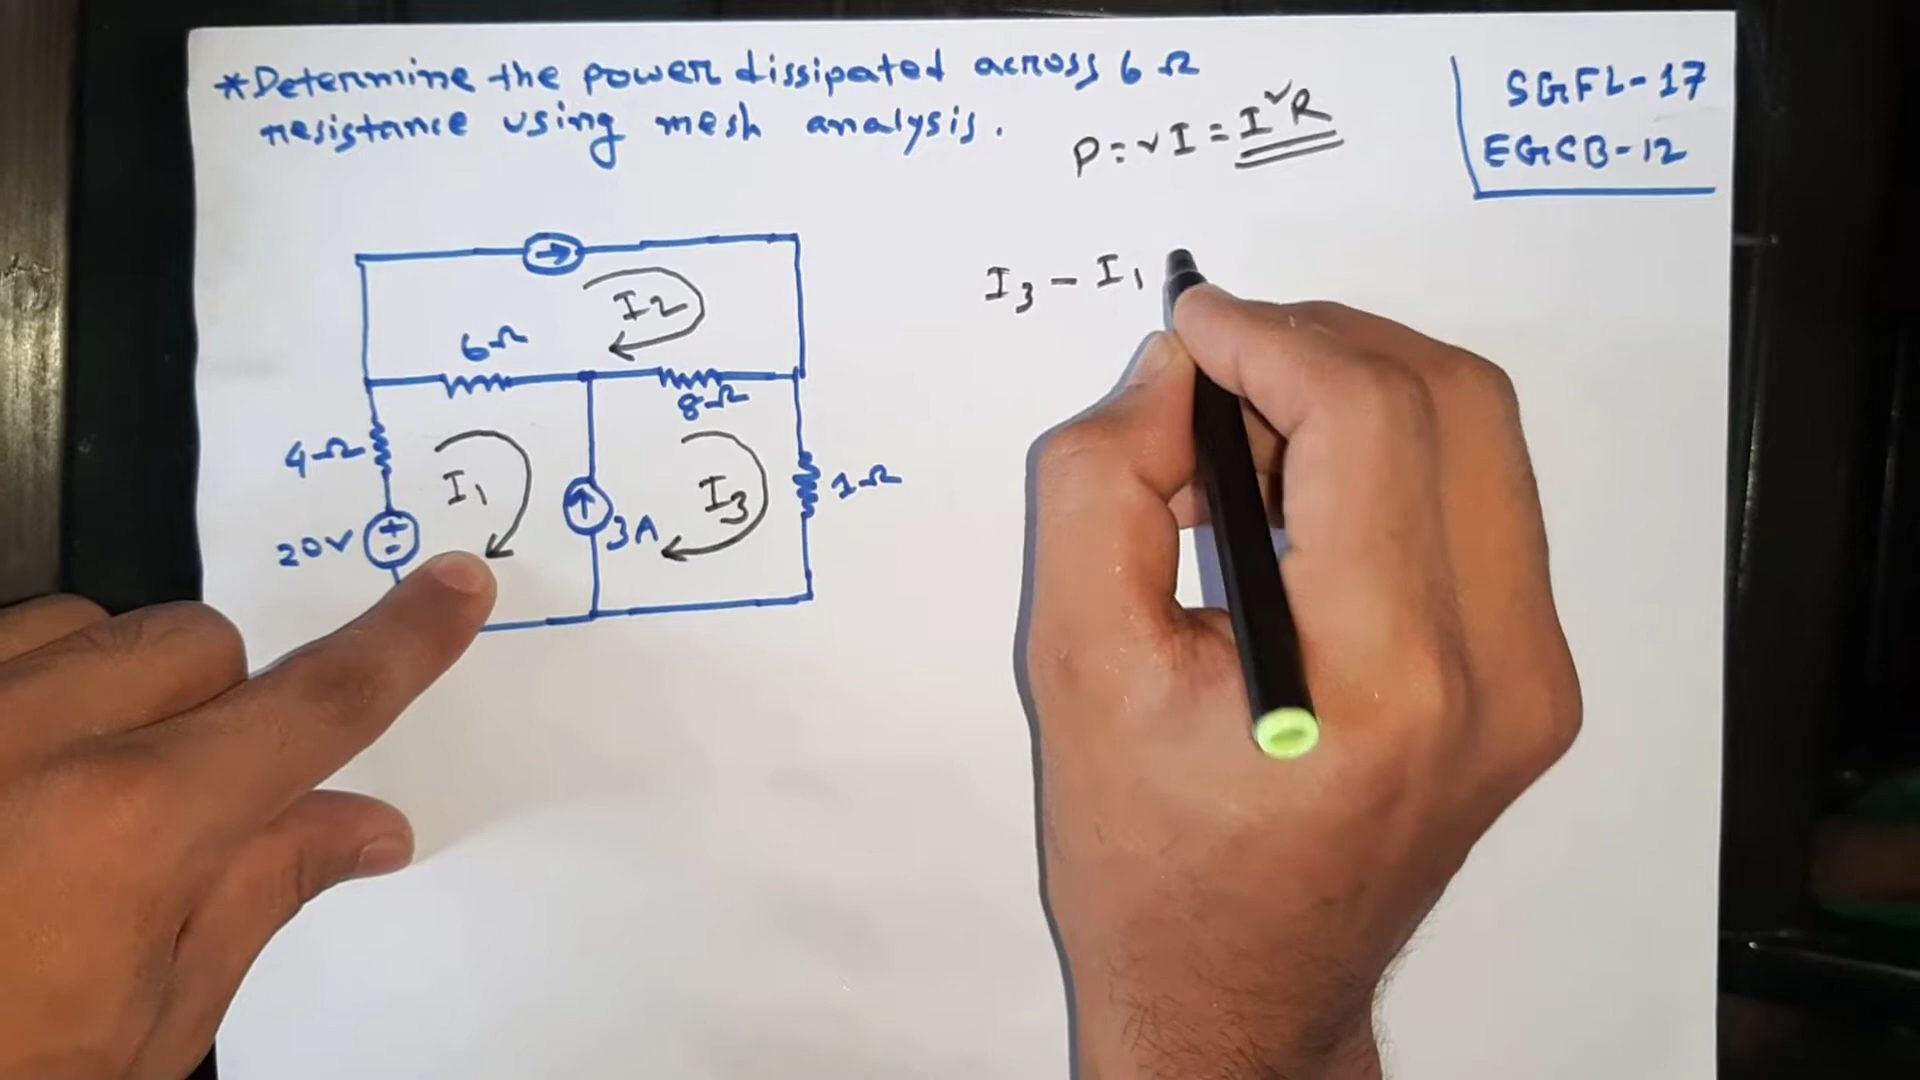 *Determine the power dissipated across 6 Ω
resistance using mesh analysis.
P = VI = I²R
SGFL-17
EGCB-12
I₃ - I₁
I2
6Ω
8Ω
4Ω
I₁
I₃
1Ω
20V
+
-
3A